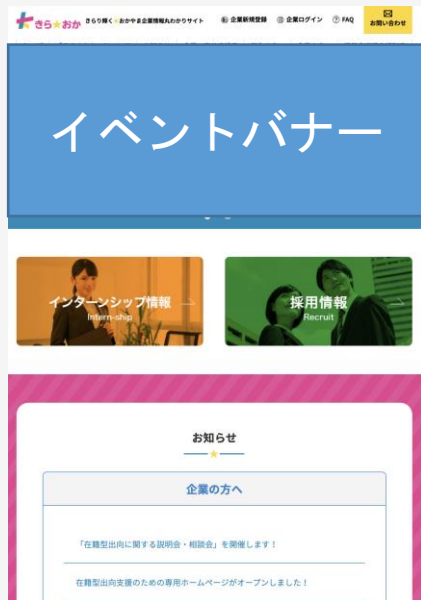 きら★おか きらり輝く★おかやま企業情報丸わかりサイト 企業新規登録 企業ログイン FAQ お問い合わせ
イベントバナー
インターンシップ情報
Intern-ship
採用情報
Recruit
お知らせ
企業の方へ
「在籍型出向に関する説明会・相談会」を開催します！
在籍型出向支援のための専用ホームページがオープンしました！